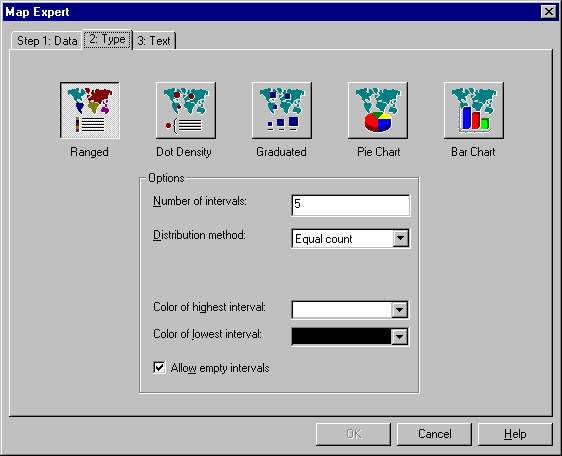 Map Expert
Step 1: Data 2: Type 3: Text
Ranged Dot Density Graduated Pie Chart Bar Chart
Options
Number of intervals: 5
Distribution method: Equal count
Color of highest interval:
Color of lowest interval:
Allow empty intervals
OK Cancel Help